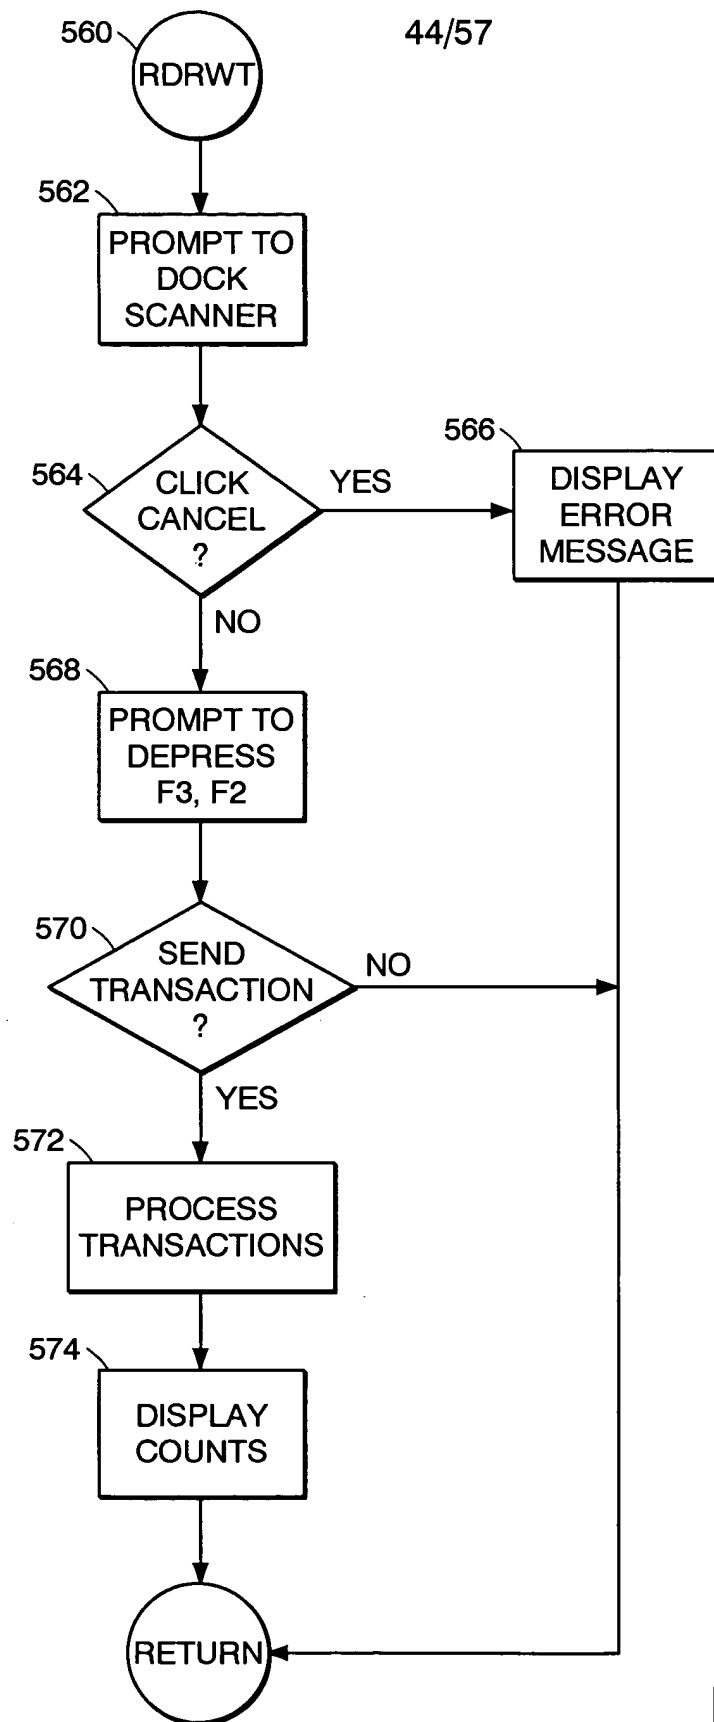 560
44/57
RDRWT
562
PROMPT TO
DOCK
SCANNER
564
CLICK
CANCEL
?
YES
566
DISPLAY
ERROR
MESSAGE
NO
568
PROMPT TO
DEPRESS
F3, F2
570
SEND
TRANSACTION
?
NO
YES
572
PROCESS
TRANSACTIONS
574
DISPLAY
COUNTS
RETURN